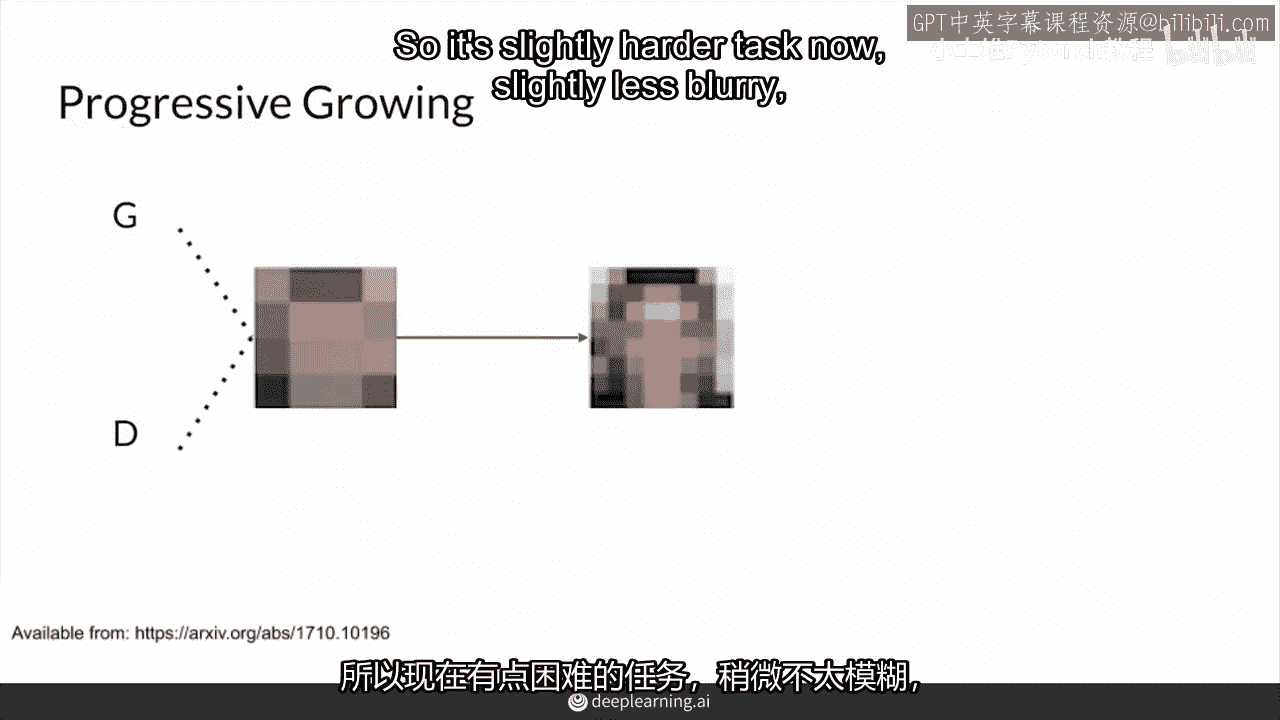 GPT中英字幕课程资源@bilibili.com
So it's slightly harder task now,
slightly less blurry,
Progressive Growing
G
D
Available from: https://arxiv.org/abs/1710.10196
所以现在有点困难的任务，稍微不太模糊，
deeplearning.ai